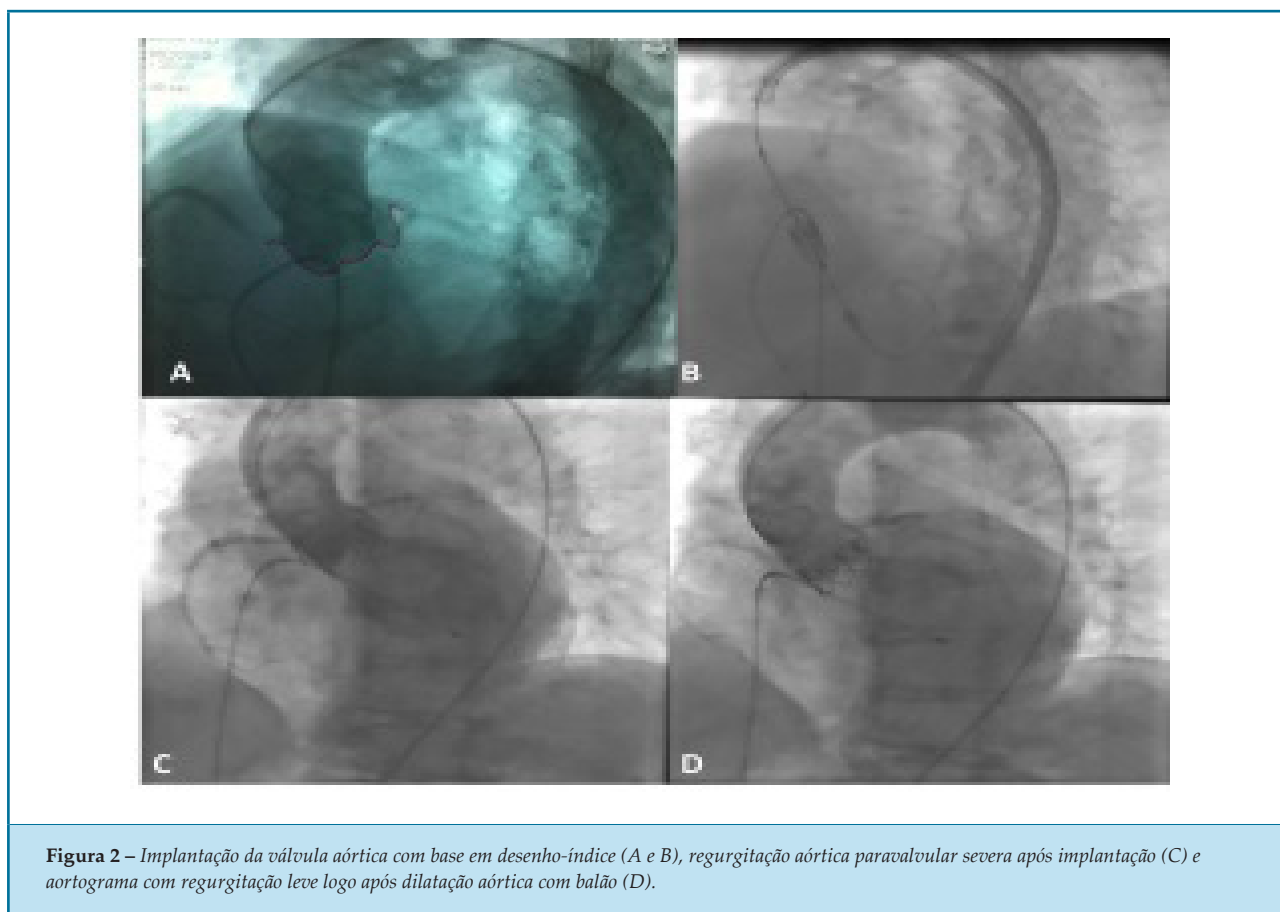 A
B
C
D
Figura 2 – Implantação da válvula aórtica com base em desenho-índice (A e B), regurgitação aórtica paravalvular severa após implantação (C) e
aortograma com regurgitação leve logo após dilatação aórtica com balão (D).